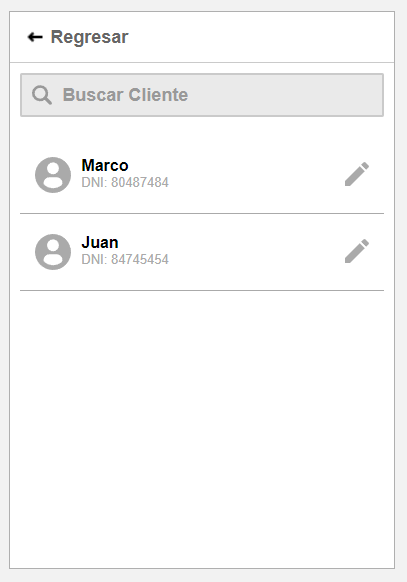 Regresar
Buscar Cliente
Marco
DNI: 80487484
Juan
DNI: 84745454